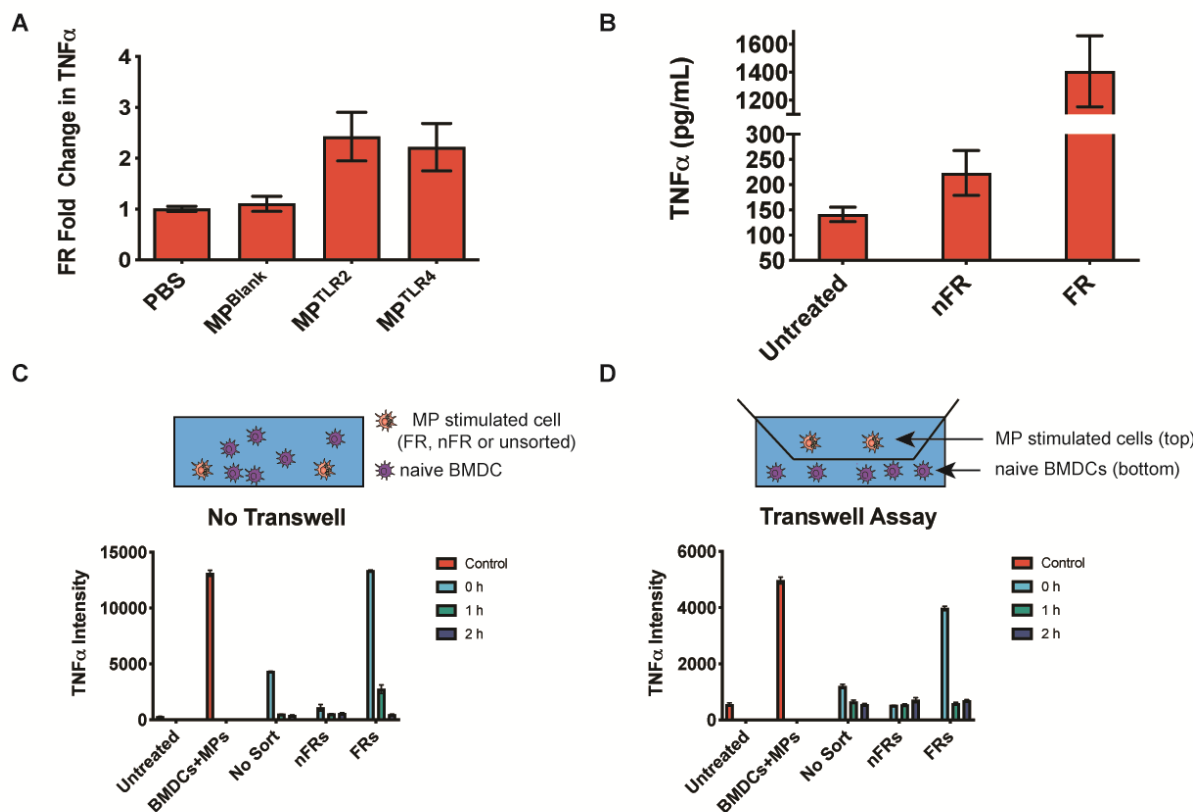 A
FR Fold Change in TNFα
4
3
2
1
0
PBS
MPBlank
MPTLR2
MPTLR4
B
TNFα (pg/mL)
1600
1400
1200
300
250
200
150
100
50
Untreated
nFR
FR
C
MP stimulated cell
(FR, nFR or unsorted)
naive BMDC
No Transwell
TNFα Intensity
15000
10000
5000
0
Control
0 h
1 h
2 h
Untreated
BMDCs+MPs
No Sort
nFRs
FRs
D
MP stimulated cells (top)
naive BMDCs (bottom)
Transwell Assay
TNFα Intensity
6000
4000
2000
0
Control
0 h
1 h
2 h
Untreated
BMDCs+MPs
No Sort
nFRs
FRs